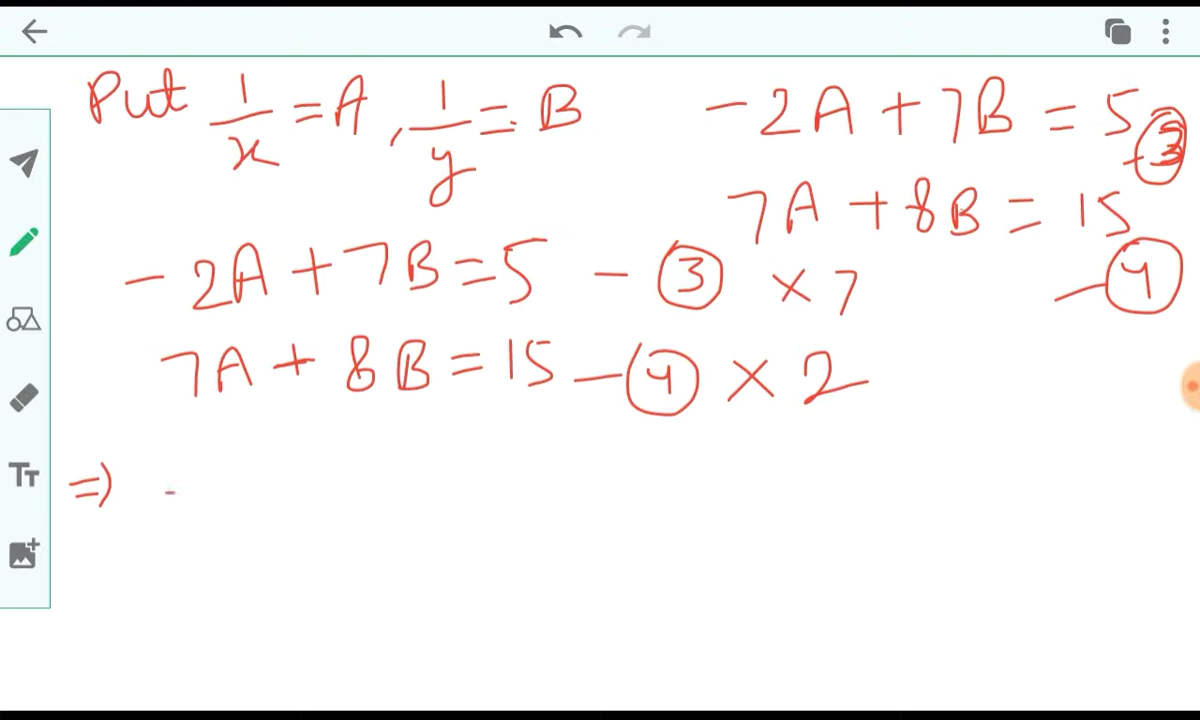 Put 1/x = A, 1/y = B
-2A + 7B = 5 - 3
7A + 8B = 15 - 4
-2A + 7B = 5 - 3 × 7
7A + 8B = 15 - 4 × 2
=> -
TT